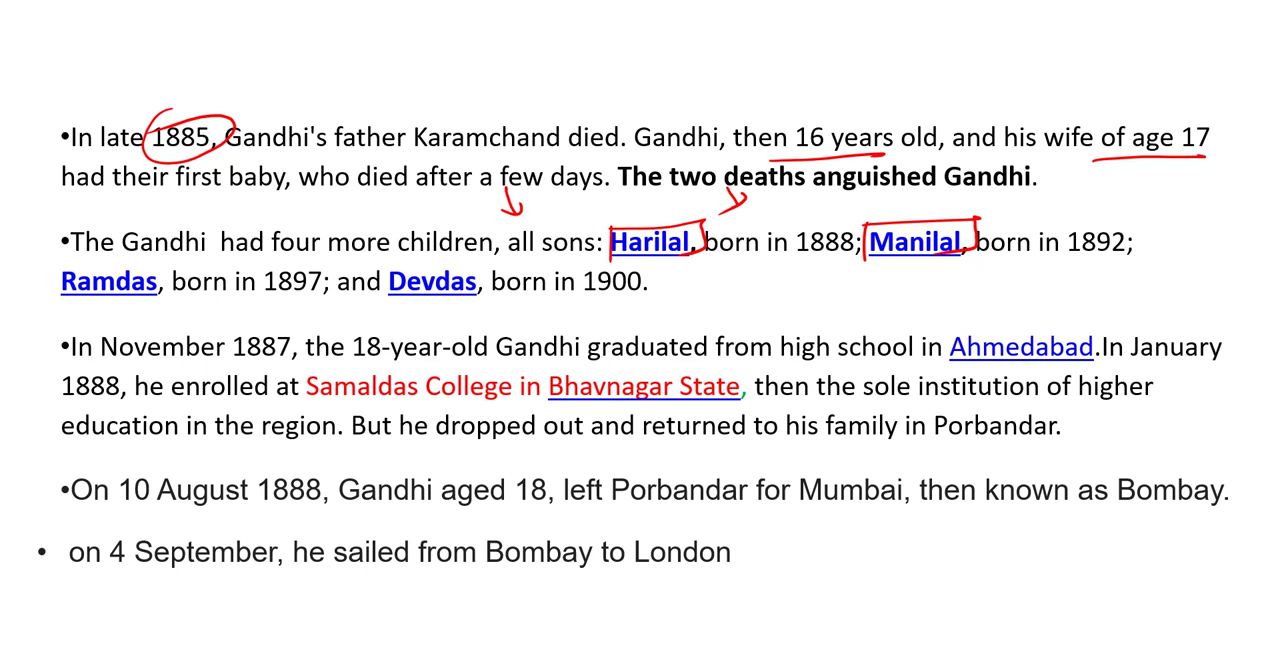 •In late 1885, Gandhi's father Karamchand died. Gandhi, then 16 years old, and his wife of age 17
had their first baby, who died after a few days. The two deaths anguished Gandhi.
•The Gandhi  had four more children, all sons: Harilal, born in 1888; Manilal, born in 1892;
Ramdas, born in 1897; and Devdas, born in 1900.
•In November 1887, the 18-year-old Gandhi graduated from high school in Ahmedabad.In January
1888, he enrolled at Samaldas College in Bhavnagar State, then the sole institution of higher
education in the region. But he dropped out and returned to his family in Porbandar.
•On 10 August 1888, Gandhi aged 18, left Porbandar for Mumbai, then known as Bombay.
• on 4 September, he sailed from Bombay to London